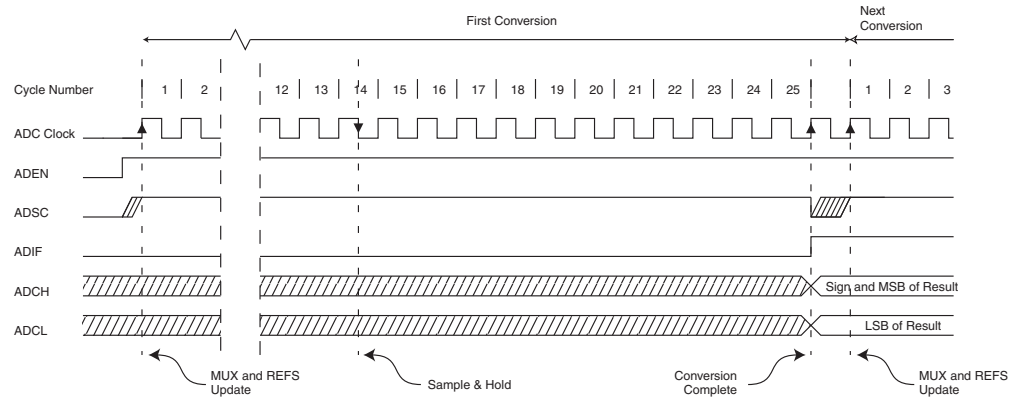 First Conversion
Next
Conversion
Cycle Number 1 2 12 13 14 15 16 17 18 19 20 21 22 23 24 25 1 2 3
ADC Clock
ADEN
ADSC
ADIF
ADCH
Sign and MSB of Result
ADCL
LSB of Result
MUX and REFS
Update
Sample & Hold
Conversion
Complete
MUX and REFS
Update